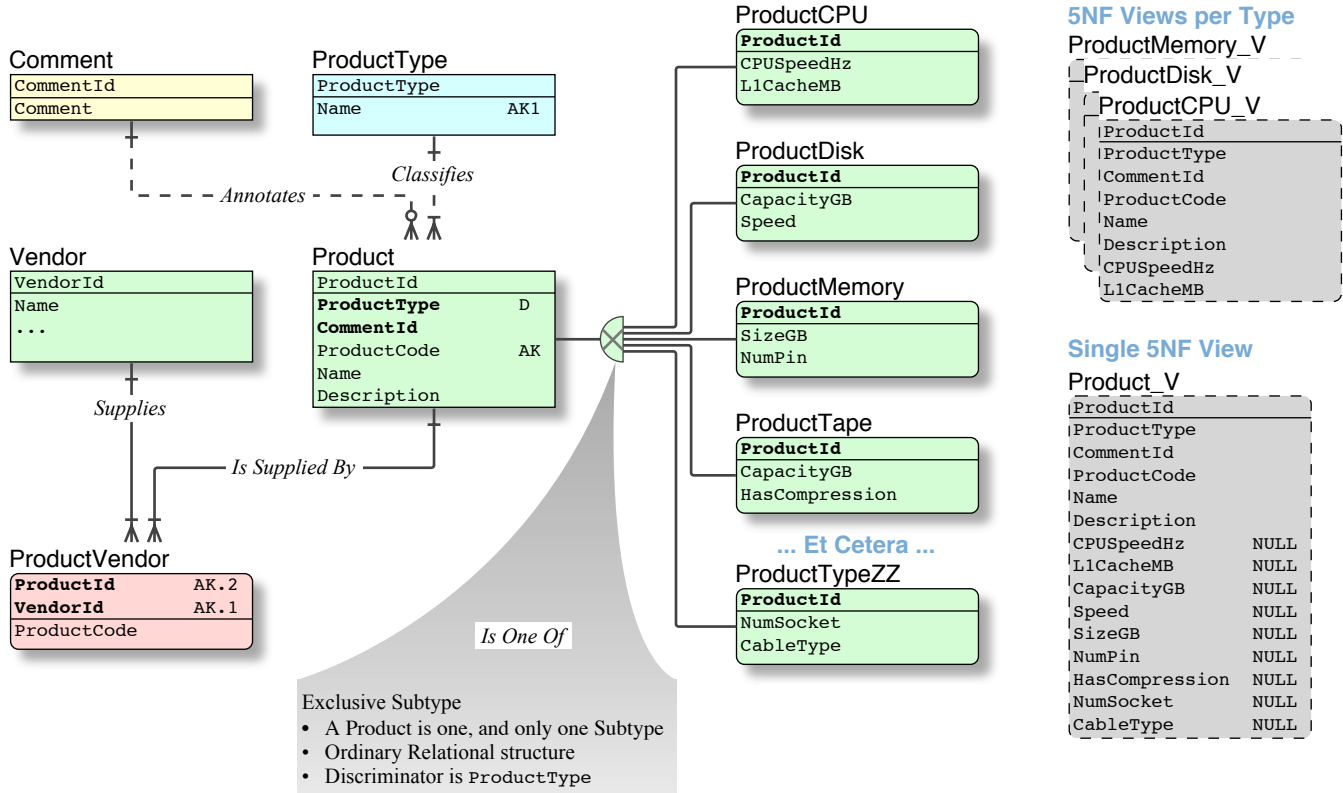 Comment
CommentId
Comment
ProductType
ProductType
Name AK1
Annotates
Classifies
Vendor
VendorId
Name
...
Supplies
Product
ProductId
ProductType D
CommentId
ProductCode AK
Name
Description
Is Supplied By
ProductVendor
ProductId AK.2
VendorId AK.1
ProductCode
Is One Of
Exclusive Subtype
• A Product is one, and only one Subtype
• Ordinary Relational structure
• Discriminator is ProductType
ProductCPU
ProductId
CPUSpeedHz
L1CacheMB
ProductDisk
ProductId
CapacityGB
Speed
ProductMemory
ProductId
SizeGB
NumPin
ProductTape
ProductId
CapacityGB
HasCompression
... Et Cetera ...
ProductTypeZZ
ProductId
NumSocket
CableType
5NF Views per Type
ProductMemory_V
ProductDisk_V
ProductCPU_V
ProductId
ProductType
CommentId
ProductCode
Name
Description
CPUSpeedHz
L1CacheMB
Single 5NF View
Product_V
ProductId
ProductType
CommentId
ProductCode
Name
Description
CPUSpeedHz NULL
L1CacheMB NULL
CapacityGB NULL
Speed NULL
SizeGB NULL
NumPin NULL
HasCompression NULL
NumSocket NULL
CableType NULL